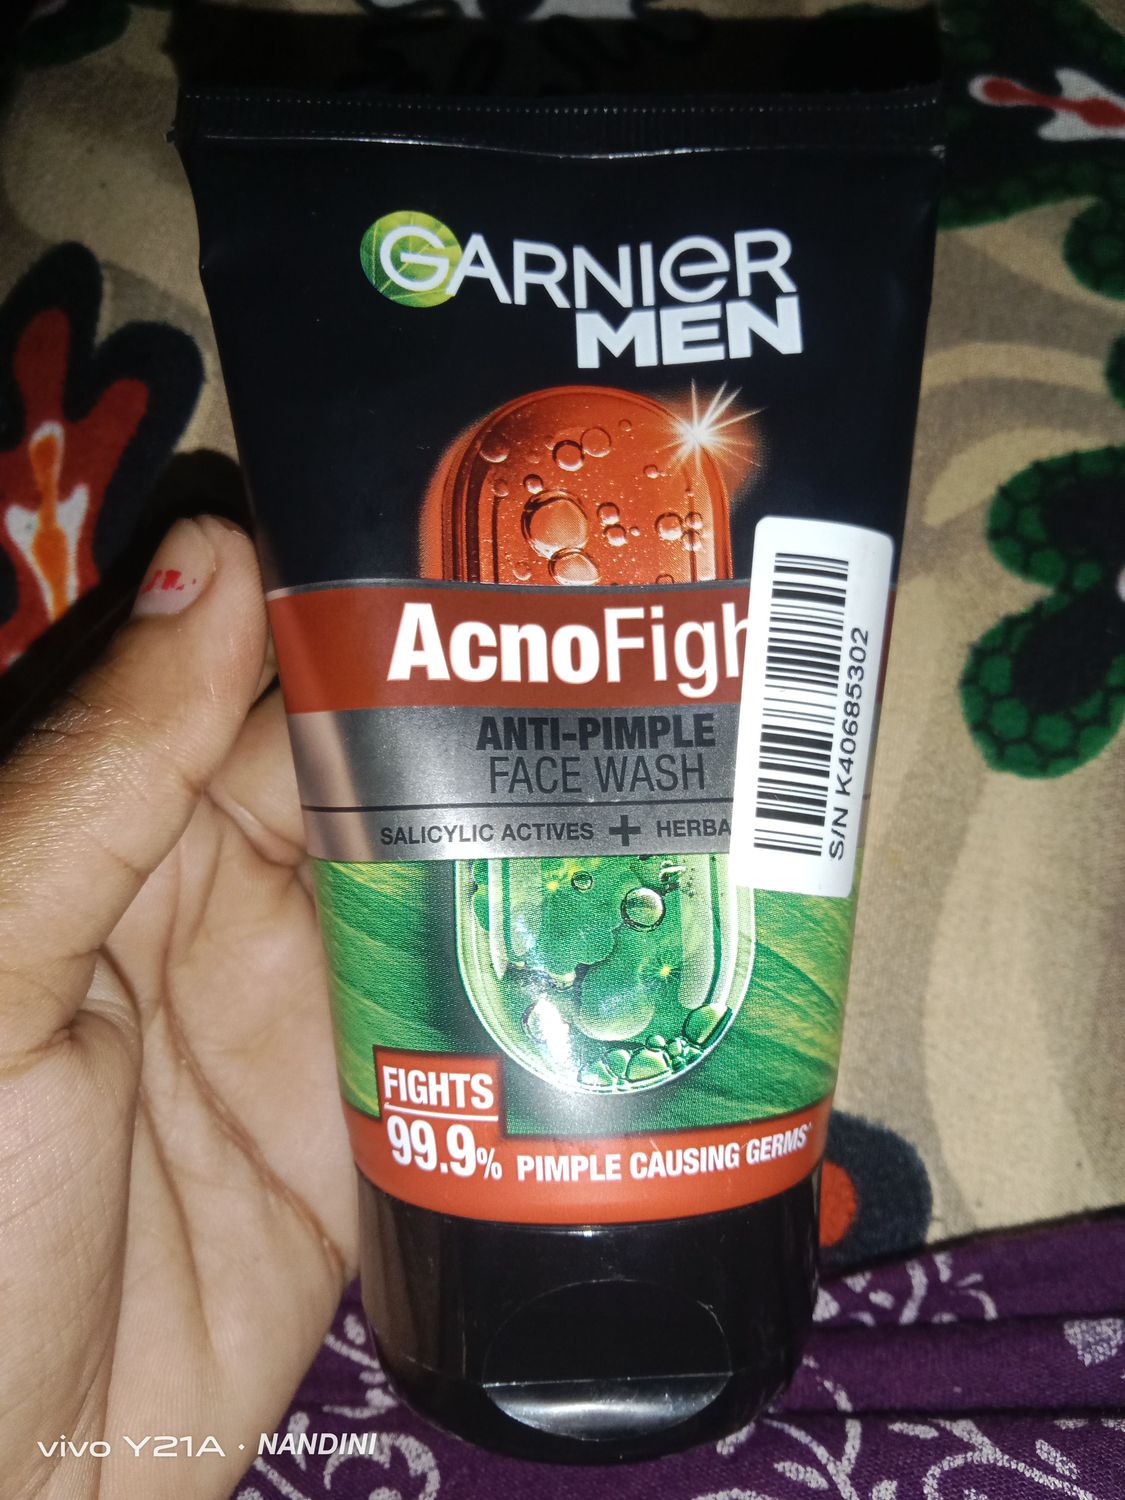 GARNIER
MEN
AcnoFigh
ANTI-PIMPLE
FACE WASH
SALICYLIC ACTIVES + HERBA
S/N K40685302
FIGHTS
99.9% PIMPLE CAUSING GERMS*
vivo Y21A · NANDINI